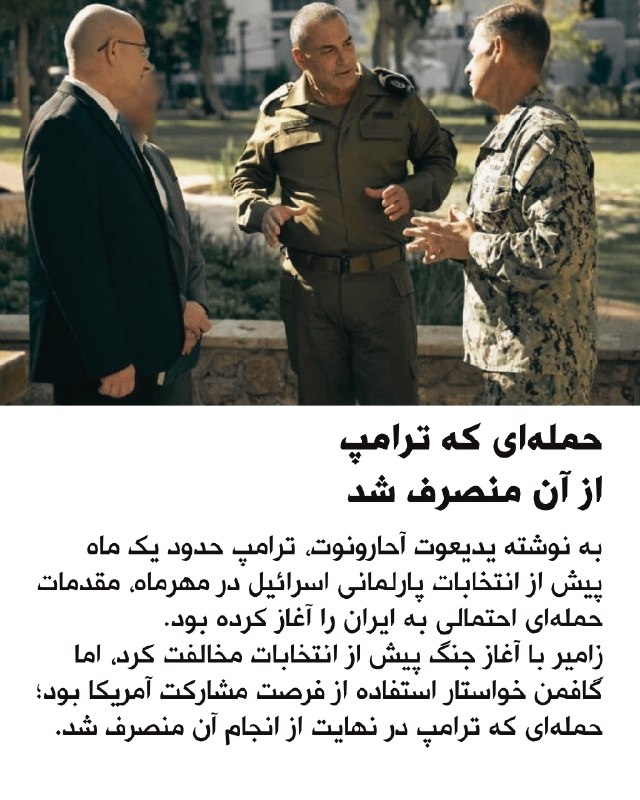 حمله‌ای که ترامپ
از آن منصرف شد
به نوشته یدیعوت آحارونوت، ترامپ حدود یک ماه
پیش از انتخابات پارلمانی اسرائیل در مهرماه، مقدمات
حمله‌ای احتمالی به ایران را آغاز کرده بود.
زامیر با آغاز جنگ پیش از انتخابات مخالفت کرد، اما
گافمن خواستار استفاده از فرصت مشارکت آمریکا بود؛
حمله‌ای که ترامپ در نهایت از انجام آن منصرف شد.